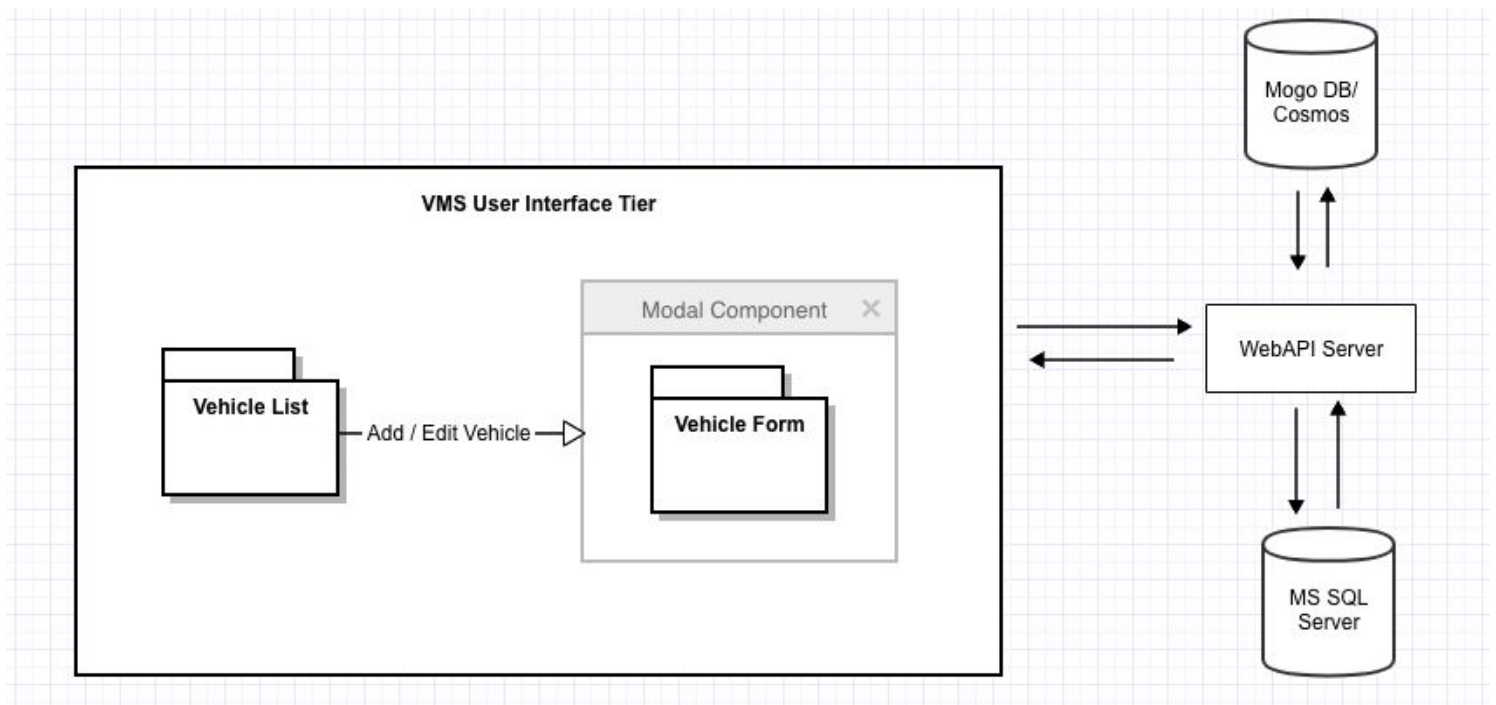 Mogo DB/
Cosmos
VMS User Interface Tier
Modal Component
WebAPI Server
Vehicle List
Vehicle Form
Add / Edit Vehicle
MS SQL
Server